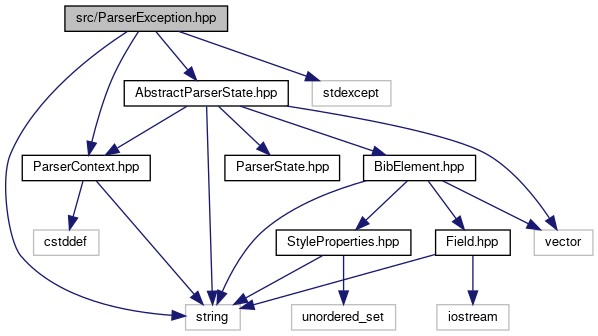 src/ParserException.hpp
AbstractParserState.hpp
stdexcept
ParserContext.hpp
ParserState.hpp
BibElement.hpp
cstddef
StyleProperties.hpp
Field.hpp
vector
string
unordered_set
iostream